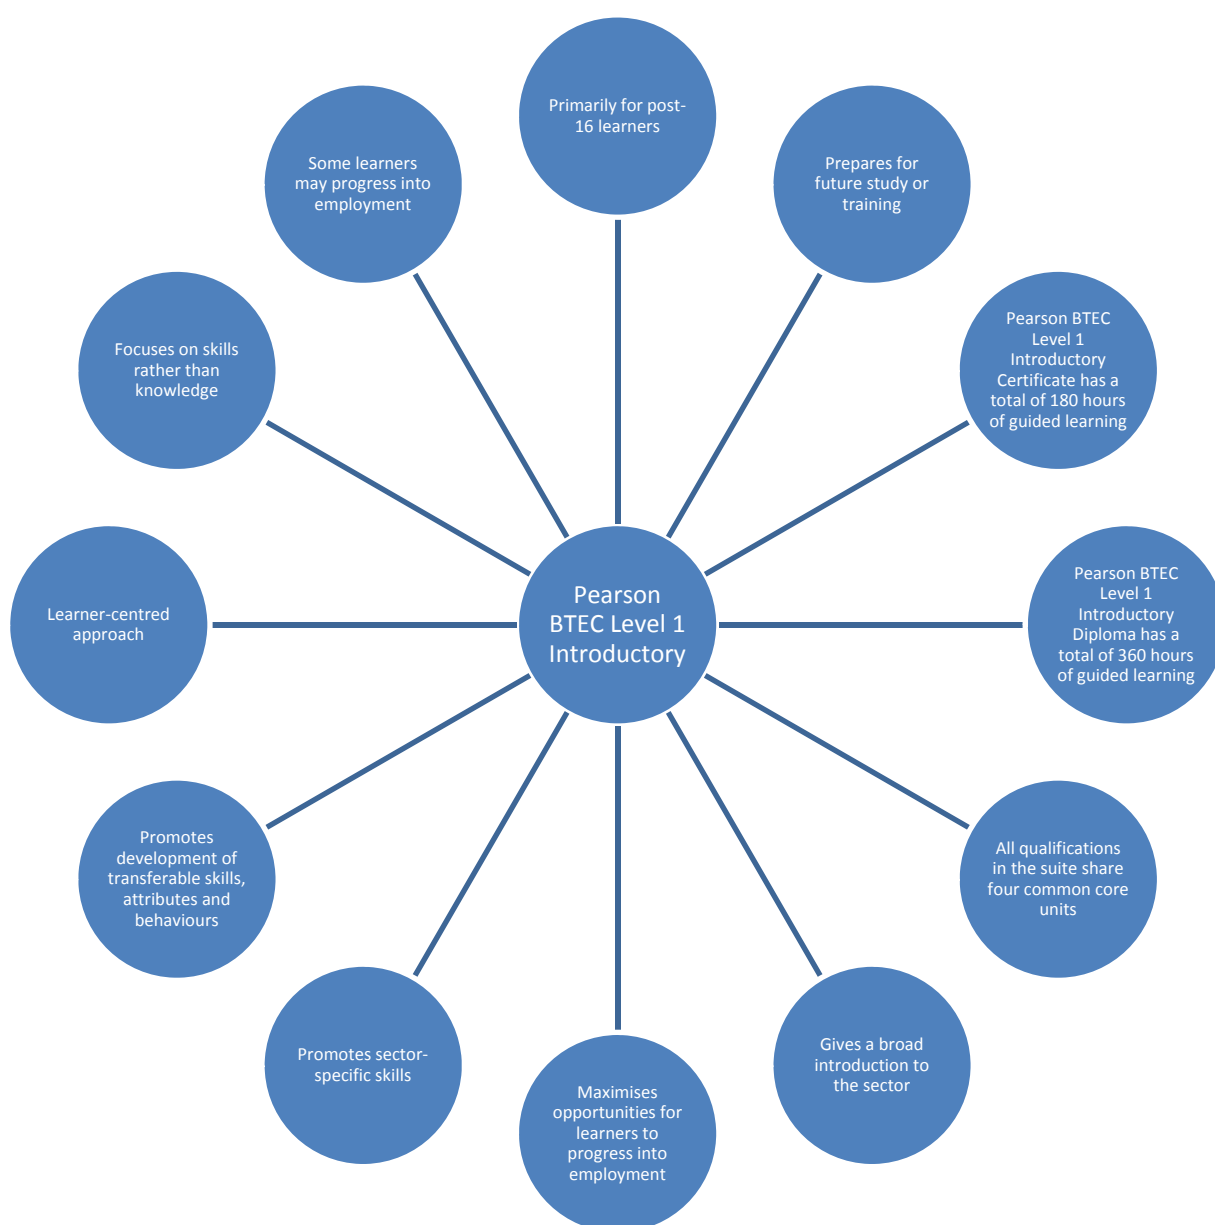 Primarily for post-
16 learners
Prepares for
future study or
training
Pearson BTEC
Level 1
Introductory
Certificate has a
total of 180 hours
of guided learning
Pearson BTEC
Level 1
Introductory
Diploma has a
total of 360 hours
of guided learning
All qualifications
in the suite share
four common core
units
Gives a broad
introduction to
the sector
Maximises
opportunities for
learners to
progress into
employment
Promotes sector-
specific skills
Promotes
development of
transferable skills,
attributes and
behaviours
Learner-centred
approach
Focuses on skills
rather than
knowledge
Some learners
may progress into
employment
Pearson
BTEC Level 1
Introductory